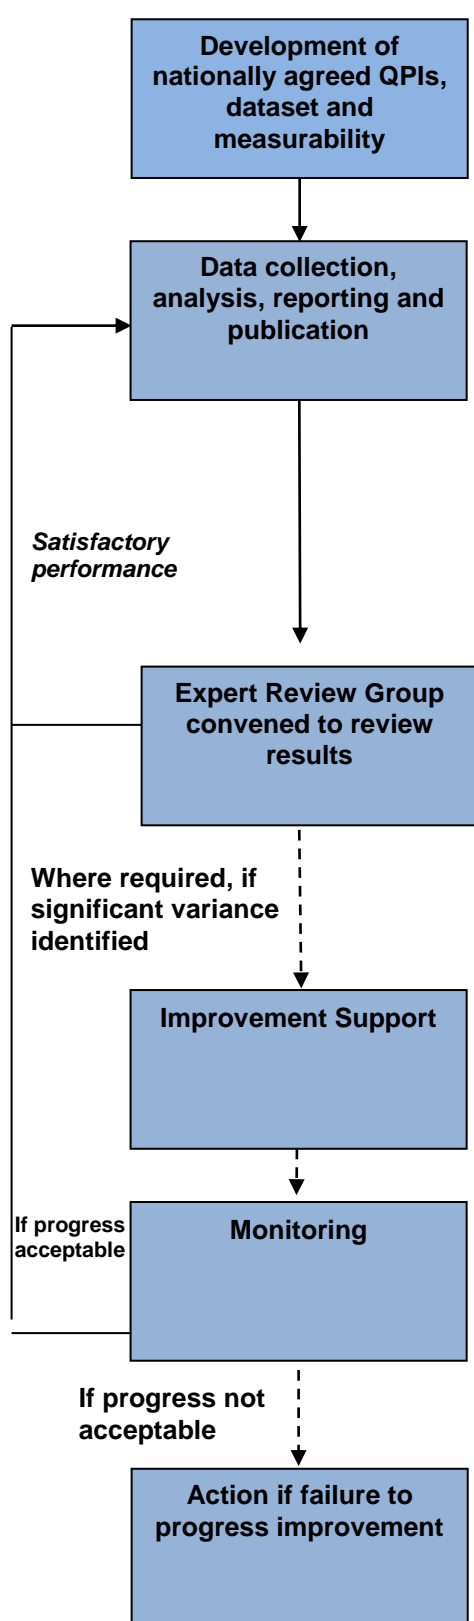 Development of
nationally agreed QPIs,
dataset and
measurability
Data collection,
analysis, reporting and
publication
Satisfactory
performance
Expert Review Group
convened to review
results
Where required, if
significant variance
identified
Improvement Support
If progress
acceptable
Monitoring
If progress not
acceptable
Action if failure to
progress improvement